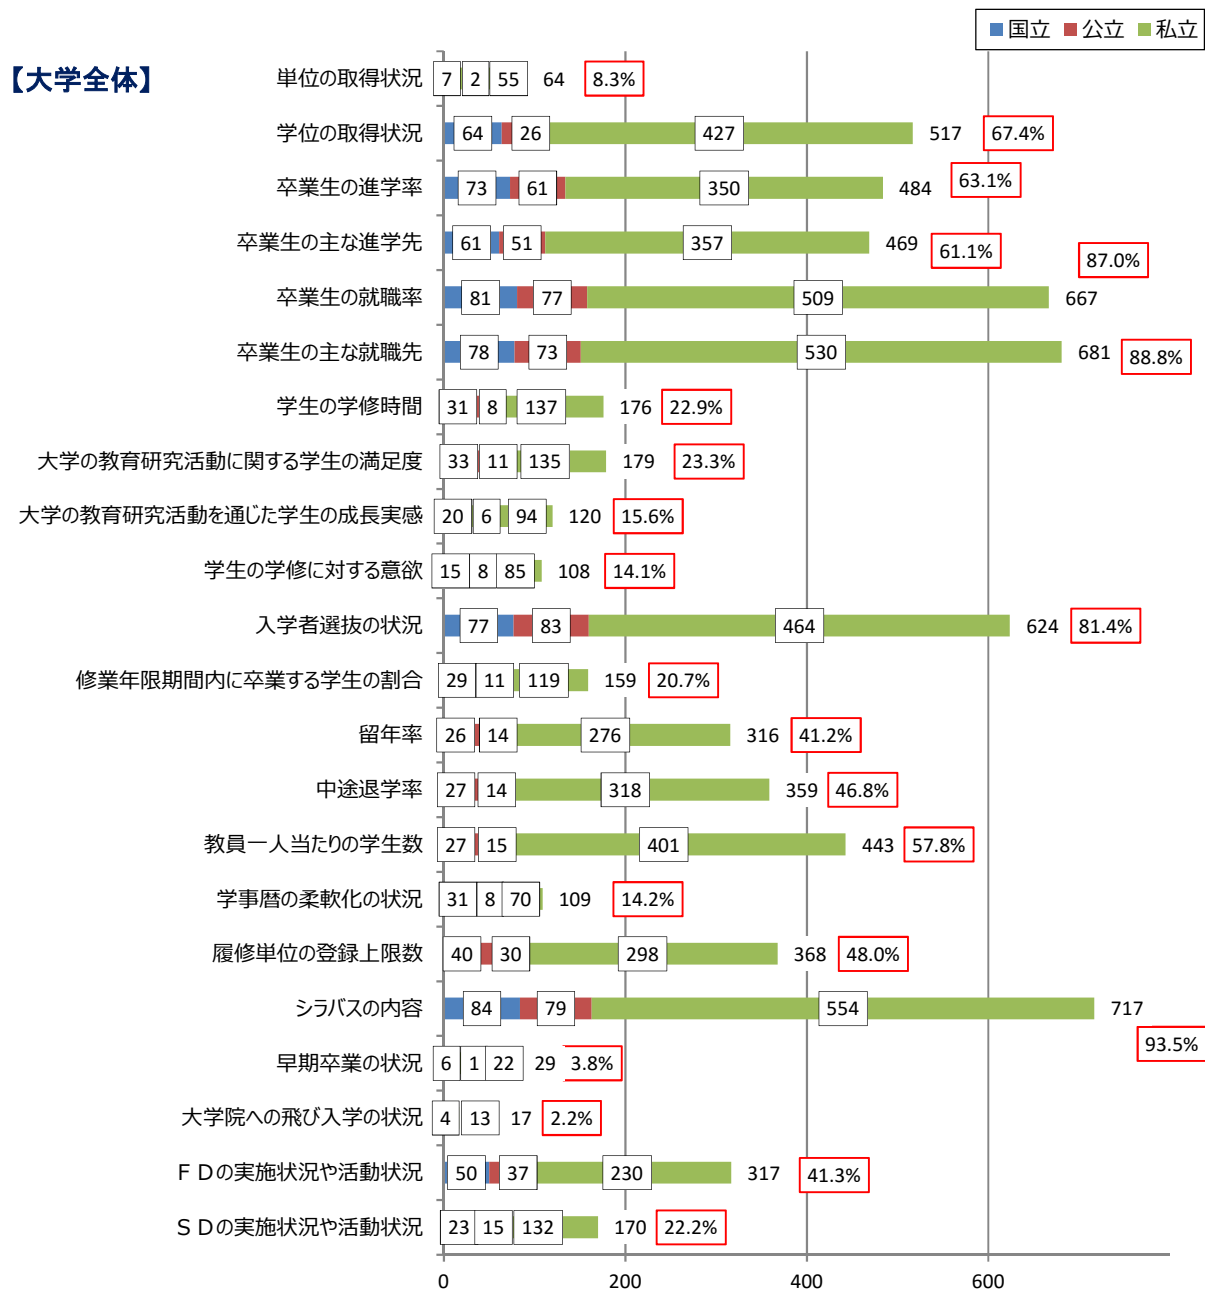 国立 公立 私立
【大学全体】
単位の取得状況 7 2 55 64 8.3%
学位の取得状況 64 26 427 517 67.4%
卒業生の進学率 73 61 350 484 63.1%
卒業生の主な進学先 61 51 357 469 61.1%
卒業生の就職率 81 77 509 667 87.0%
卒業生の主な就職先 78 73 530 681 88.8%
学生の学修時間 31 8 137 176 22.9%
大学の教育研究活動に関する学生の満足度 33 11 135 179 23.3%
大学の教育研究活動を通じた学生の成長実感 20 6 94 120 15.6%
学生の学修に対する意欲 15 8 85 108 14.1%
入学者選抜の状況 77 83 464 624 81.4%
修業年限期間内に卒業する学生の割合 29 11 119 159 20.7%
留年率 26 14 276 316 41.2%
中途退学率 27 14 318 359 46.8%
教員一人当たりの学生数 27 15 401 443 57.8%
学事暦の柔軟化の状況 31 8 70 109 14.2%
履修単位の登録上限数 40 30 298 368 48.0%
シラバスの内容 84 79 554 717 93.5%
早期卒業の状況 6 1 22 29 3.8%
大学院への飛び入学の状況 4 13 17 2.2%
ＦＤの実施状況や活動状況 50 37 230 317 41.3%
ＳＤの実施状況や活動状況 23 15 132 170 22.2%
0 200 400 600